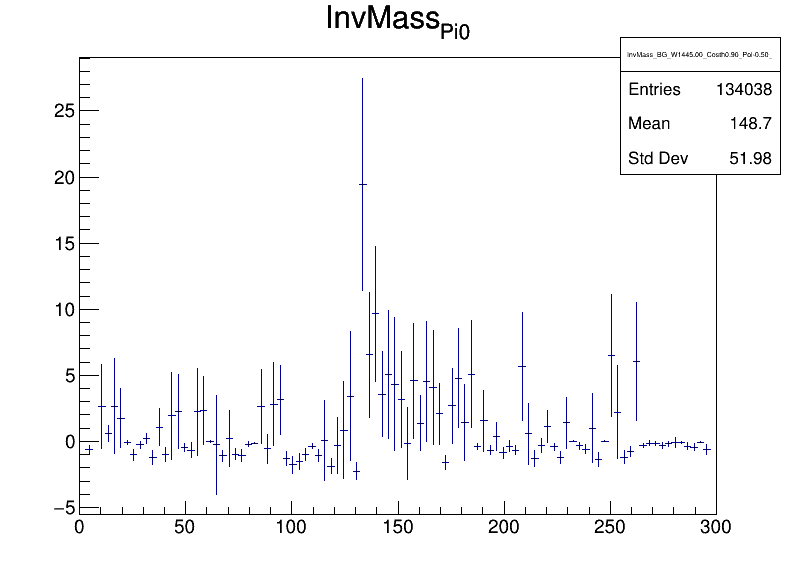 InvMass_Pi0
InvMass_BG_W1445.00_Costh0.90_Pol-0.50_
Entries 134038
Mean 148.7
Std Dev 51.98
25
20
15
10
5
0
−5
0 50 100 150 200 250 300